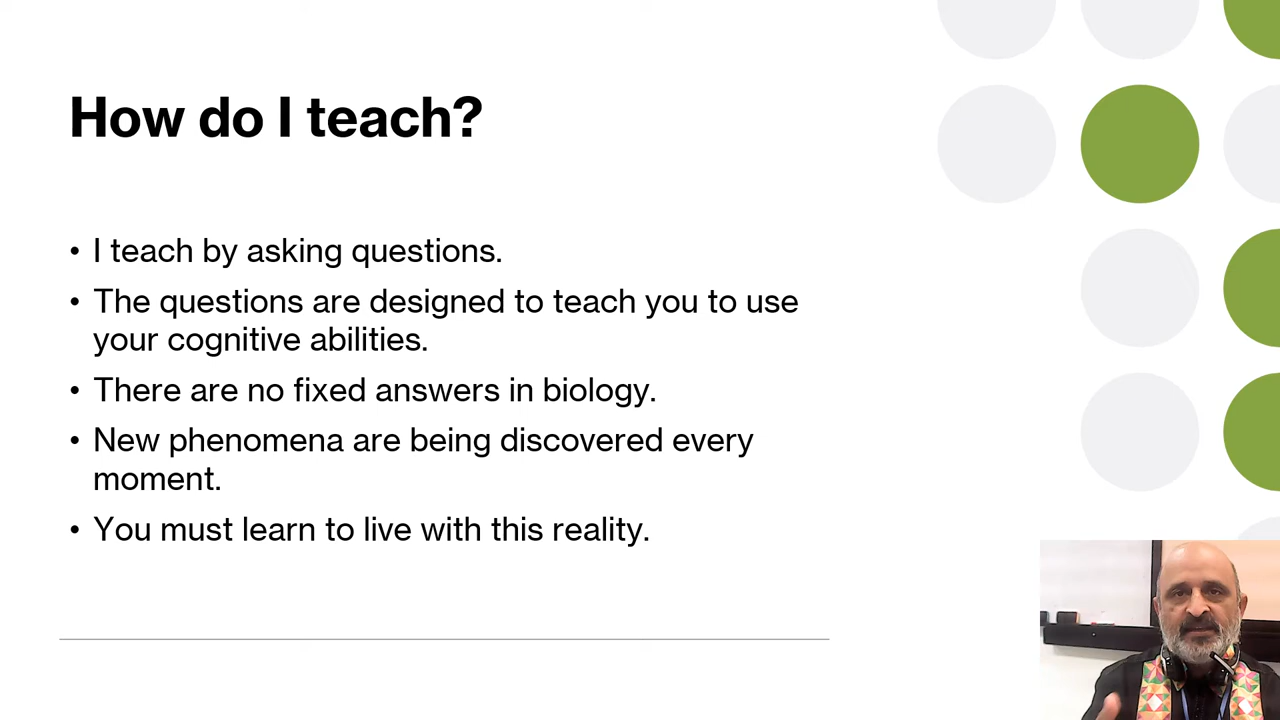 How do I teach?
• I teach by asking questions.
• The questions are designed to teach you to use
your cognitive abilities.
• There are no fixed answers in biology.
• New phenomena are being discovered every
moment.
• You must learn to live with this reality.